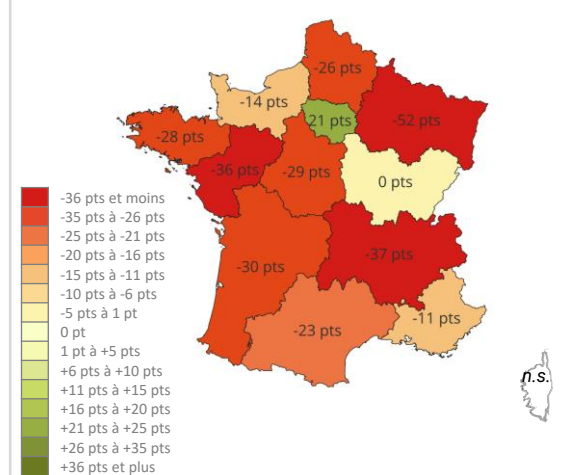 -26 pts
-14 pts
21 pts
-52 pts
-28 pts
-36 pts
-29 pts
0 pts
-30 pts
-37 pts
-23 pts
-11 pts
n.s.
-36 pts et moins
-35 pts à -26 pts
-25 pts à -21 pts
-20 pts à -16 pts
-15 pts à -11 pts
-10 pts à -6 pts
-5 pts à 1 pt
0 pt
1 pt à +5 pts
+6 pts à +10 pts
+11 pts à +15 pts
+16 pts à +20 pts
+21 pts à +25 pts
+26 pts à +35 pts
+36 pts et plus